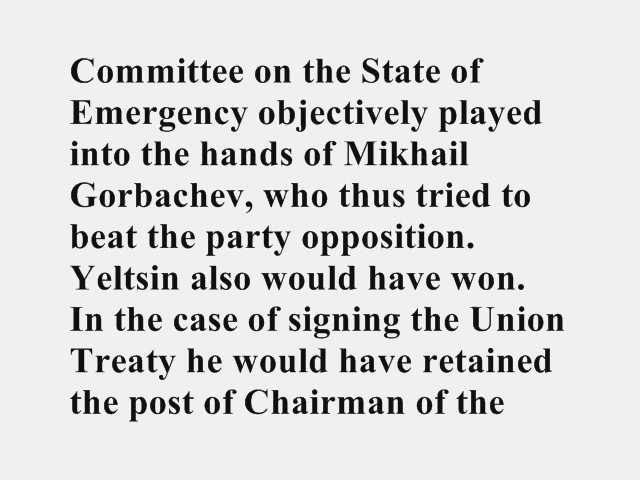 Committee on the State of
Emergency objectively played
into the hands of Mikhail
Gorbachev, who thus tried to
beat the party opposition.
Yeltsin also would have won.
In the case of signing the Union
Treaty he would have retained
the post of Chairman of the